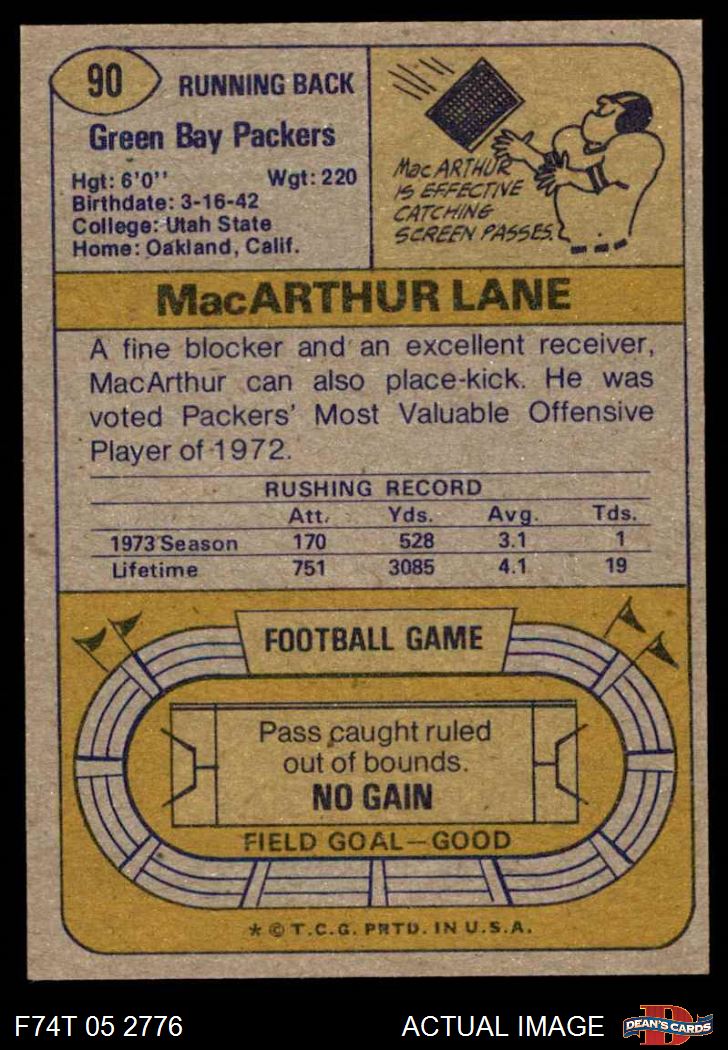 90
RUNNING BACK
Green Bay Packers
Hgt: 6'0'' Wgt: 220
Birthdate: 3-16-42
College: Utah State
Home: Oakland, Calif.
MacARTHUR
IS EFFECTIVE
CATCHING
SCREEN PASSES.
MacARTHUR LANE
A fine blocker and an excellent receiver,
MacArthur can also place-kick. He was
voted Packers' Most Valuable Offensive
Player of 1972.
RUSHING RECORD
Att. Yds. Avg. Tds.
1973 Season 170 528 3.1 1
Lifetime 751 3085 4.1 19
FOOTBALL GAME
Pass caught ruled
out of bounds.
NO GAIN
FIELD GOAL—GOOD
* © T.C.G. PRTD. IN U.S.A.
F74T 05 2776 ACTUAL IMAGE
D
DEAN'S CARDS